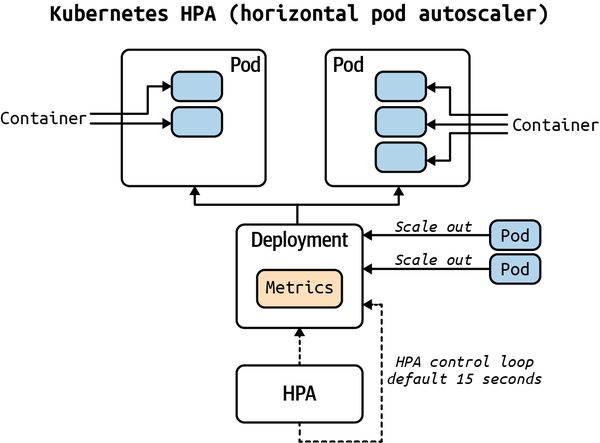 Kubernetes HPA (horizontal pod autoscaler)
Pod
Pod
Container
Container
Deployment
Metrics
Scale out
Pod
Scale out
Pod
HPA control loop
default 15 seconds
HPA